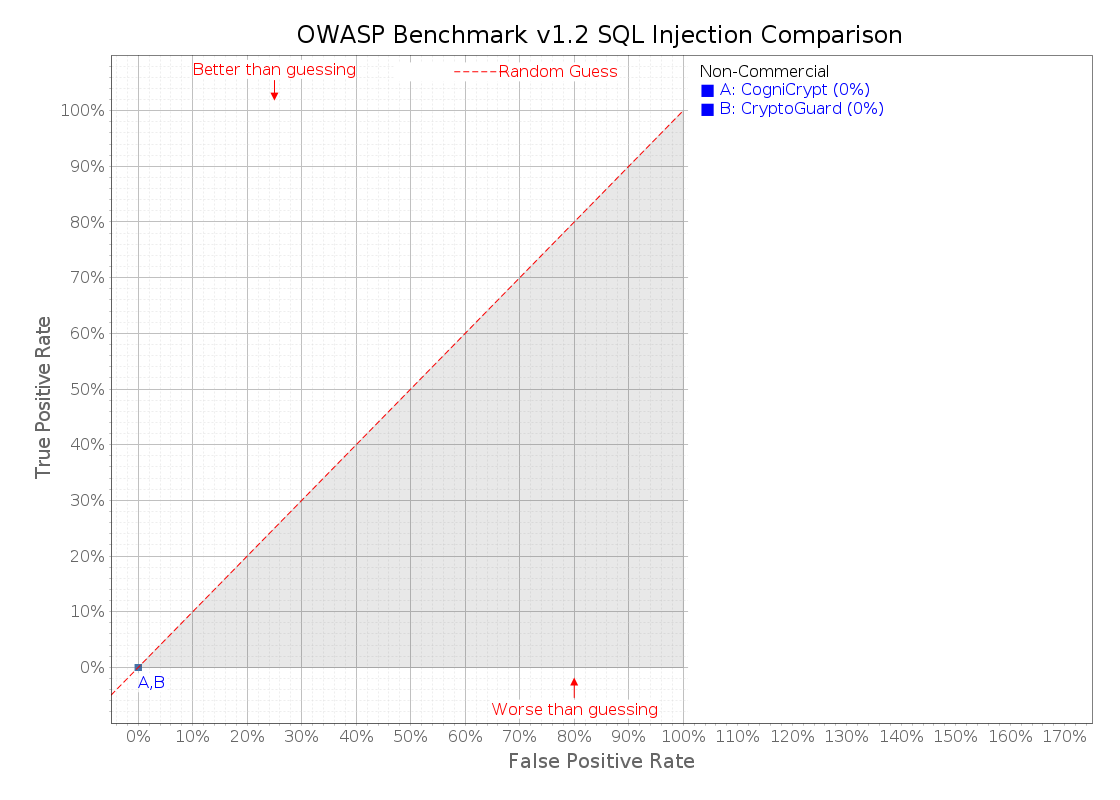 OWASP Benchmark v1.2 SQL Injection Comparison
Better than guessing
Random Guess
Non-Commercial
A: CogniCrypt (0%)
B: CryptoGuard (0%)
100%
90%
80%
70%
60%
50%
40%
30%
20%
10%
0%
True Positive Rate
A,B
Worse than guessing
0% 10% 20% 30% 40% 50% 60% 70% 80% 90% 100% 110% 120% 130% 140% 150% 160% 170%
False Positive Rate